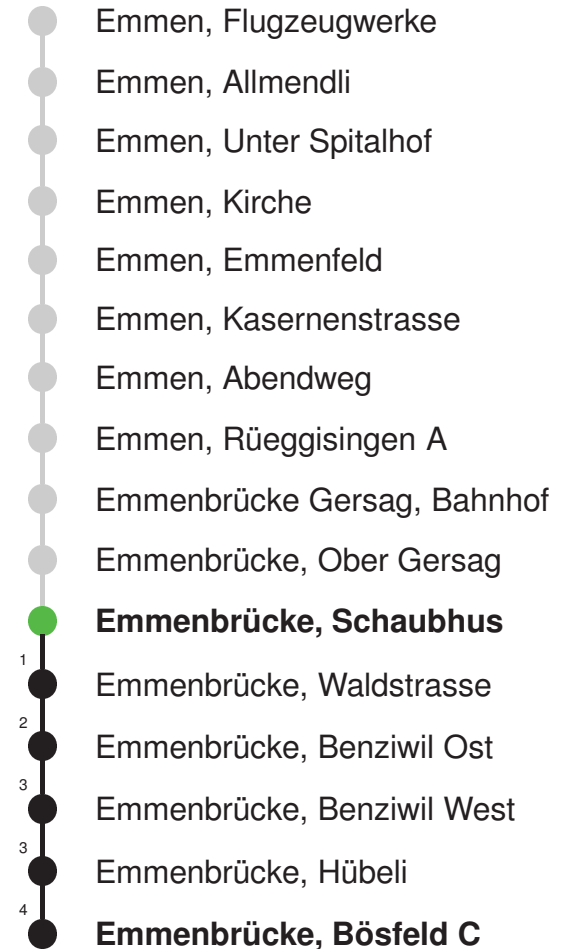 Emmen, Flugzeugwerke
Emmen, Allmendli
Emmen, Unter Spitalhof
Emmen, Kirche
Emmen, Emmenfeld
Emmen, Kasernenstrasse
Emmen, Abendweg
Emmen, Rüeggisingen A
Emmenbrücke Gersag, Bahnhof
Emmenbrücke, Ober Gersag
Emmenbrücke, Schaubhus
1 Emmenbrücke, Waldstrasse
2 Emmenbrücke, Benziwil Ost
3 Emmenbrücke, Benziwil West
3 Emmenbrücke, Hübeli
4 Emmenbrücke, Bösfeld C